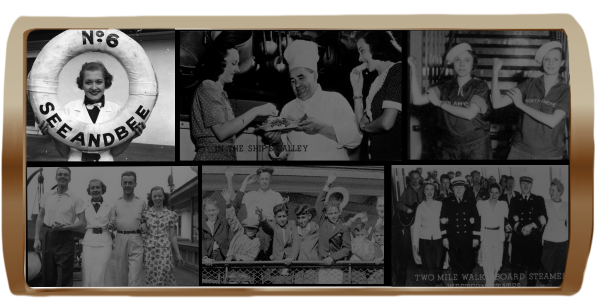 Nº6
SEEANDBEE
IN THE SHIP'S GALLEY
TWO MILE WALK ABOARD STEAMER